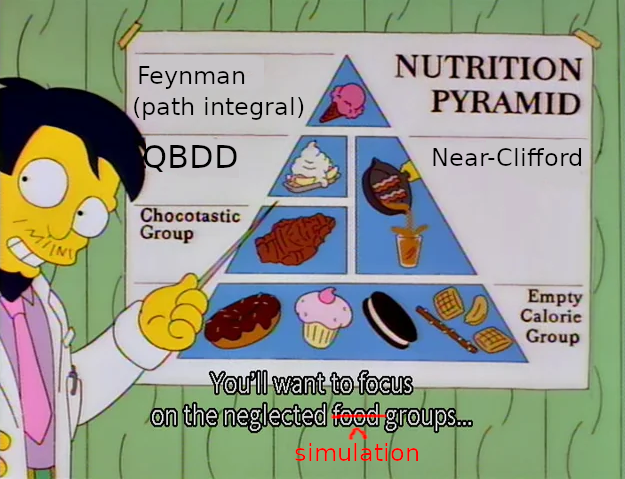 Feynman
(path integral)
NUTRITION
PYRAMID
QBDD
Near-Clifford
Chocotastic
Group
Empty
Calorie
Group
You'll want to focus
on the neglected food groups...
simulation